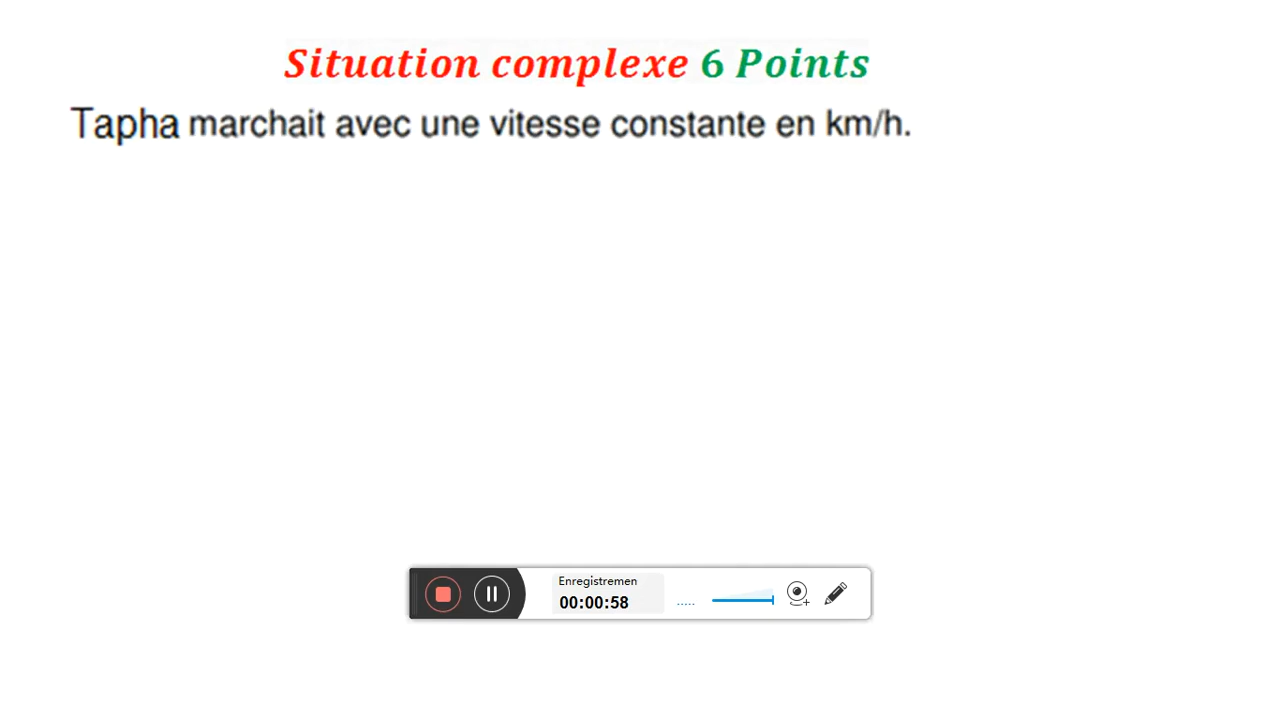 Situation complexe 6 Points
Tapha marchait avec une vitesse constante en km/h.
Enregistremen
00:00:58
.....